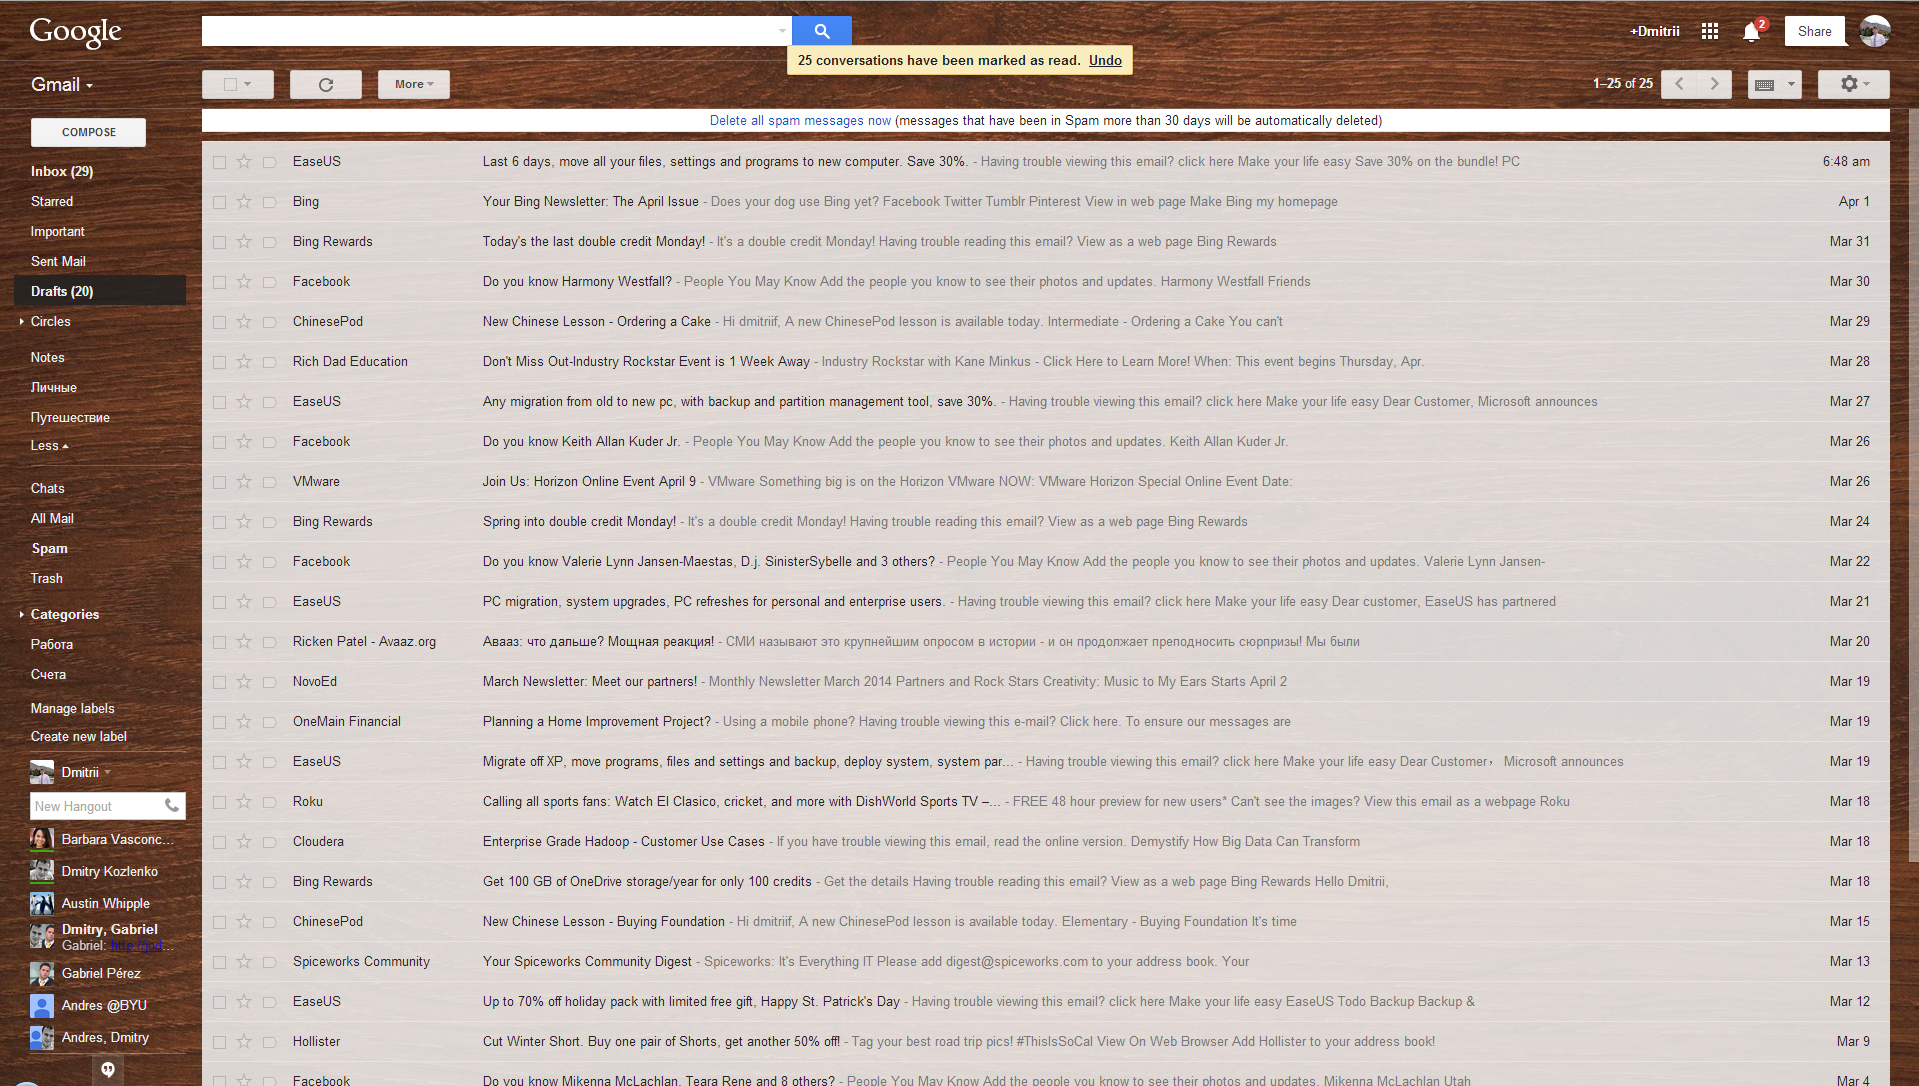 Google
+Dmitrii 2 Share
25 conversations have been marked as read. Undo
Gmail
More
1–25 of 25
COMPOSE
Inbox (29)
Starred
Important
Sent Mail
Drafts (20)
Circles
Notes
Личные
Путешествие
Less
Chats
All Mail
Spam
Trash
Categories
Работа
Счета
Manage labels
Create new label
Dmitrii
New Hangout
Barbara Vasconc...
Dmitry Kozlenko
Austin Whipple
Dmitry, Gabriel
Gabriel: http://jpd...
Gabriel Pérez
Andres @BYU
Andres, Dmitry
Delete all spam messages now (messages that have been in Spam more than 30 days will be automatically deleted)
EaseUS Last 6 days, move all your files, settings and programs to new computer. Save 30%. - Having trouble viewing this email? click here Make your life easy Save 30% on the bundle! PC 6:48 am
Bing Your Bing Newsletter: The April Issue - Does your dog use Bing yet? Facebook Twitter Tumblr Pinterest View in web page Make Bing my homepage Apr 1
Bing Rewards Today's the last double credit Monday! - It's a double credit Monday! Having trouble reading this email? View as a web page Bing Rewards Mar 31
Facebook Do you know Harmony Westfall? - People You May Know Add the people you know to see their photos and updates. Harmony Westfall Friends Mar 30
ChinesePod New Chinese Lesson - Ordering a Cake - Hi dmitriif, A new ChinesePod lesson is available today. Intermediate - Ordering a Cake You can't Mar 29
Rich Dad Education Don't Miss Out-Industry Rockstar Event is 1 Week Away - Industry Rockstar with Kane Minkus - Click Here to Learn More! When: This event begins Thursday, Apr. Mar 28
EaseUS Any migration from old to new pc, with backup and partition management tool, save 30%. - Having trouble viewing this email? click here Make your life easy Dear Customer, Microsoft announces Mar 27
Facebook Do you know Keith Allan Kuder Jr. - People You May Know Add the people you know to see their photos and updates. Keith Allan Kuder Jr. Mar 26
VMware Join Us: Horizon Online Event April 9 - VMware Something big is on the Horizon VMware NOW: VMware Horizon Special Online Event Date: Mar 26
Bing Rewards Spring into double credit Monday! - It's a double credit Monday! Having trouble reading this email? View as a web page Bing Rewards Mar 24
Facebook Do you know Valerie Lynn Jansen-Maestas, D.j. SinisterSybelle and 3 others? - People You May Know Add the people you know to see their photos and updates. Valerie Lynn Jansen- Mar 22
EaseUS PC migration, system upgrades, PC refreshes for personal and enterprise users. - Having trouble viewing this email? click here Make your life easy Dear customer, EaseUS has partnered Mar 21
Ricken Patel - Avaaz.org Аваaз: что дальше? Мощная реакция! - СМИ называют это крупнейшим опросом в истории - и он продолжает преподносить сюрпризы! Мы были Mar 20
NovoEd March Newsletter: Meet our partners! - Monthly Newsletter March 2014 Partners and Rock Stars Creativity: Music to My Ears Starts April 2 Mar 19
OneMain Financial Planning a Home Improvement Project? - Using a mobile phone? Having trouble viewing this e-mail? Click here. To ensure our messages are Mar 19
EaseUS Migrate off XP, move programs, files and settings and backup, deploy system, system par... - Having trouble viewing this email? click here Make your life easy Dear Customer， Microsoft announces Mar 19
Roku Calling all sports fans: Watch El Clasico, cricket, and more with DishWorld Sports TV –... - FREE 48 hour preview for new users* Can't see the images? View this email as a webpage Roku Mar 18
Cloudera Enterprise Grade Hadoop - Customer Use Cases - If you have trouble viewing this email, read the online version. Demystify How Big Data Can Transform Mar 18
Bing Rewards Get 100 GB of OneDrive storage/year for only 100 credits - Get the details Having trouble reading this email? View as a web page Bing Rewards Hello Dmitrii, Mar 18
ChinesePod New Chinese Lesson - Buying Foundation - Hi dmitriif, A new ChinesePod lesson is available today. Elementary - Buying Foundation It's time Mar 15
Spiceworks Community Your Spiceworks Community Digest - Spiceworks: It's Everything IT Please add digest@spiceworks.com to your address book. Your Mar 13
EaseUS Up to 70% off holiday pack with limited free gift, Happy St. Patrick's Day - Having trouble viewing this email? click here Make your life easy EaseUS Todo Backup Backup & Mar 12
Hollister Cut Winter Short. Buy one pair of Shorts, get another 50% off! - Tag your best road trip pics! #ThisIsSoCal View On Web Browser Add Hollister to your address book! Mar 9
Facebook Do you know Mikenna McLachlan, Teara Rene and 8 others? - People You May Know Add the people you know to see their photos and updates. Mikenna McLachlan Utah Mar 4